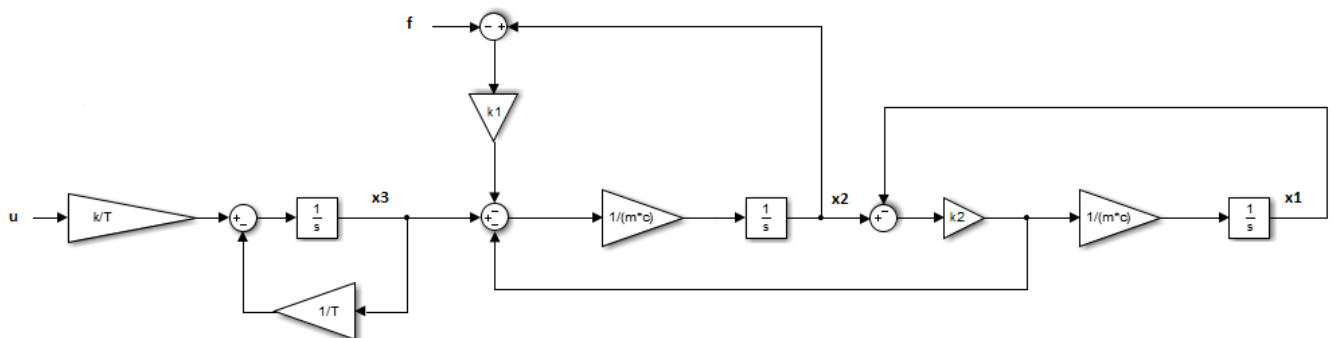 f
- +
k1
x3
x2
x1
u
k/T
+
-
1
s
-
+
-
1/(m*c)
1
s
-
+
k2
1/(m*c)
1
s
1/T